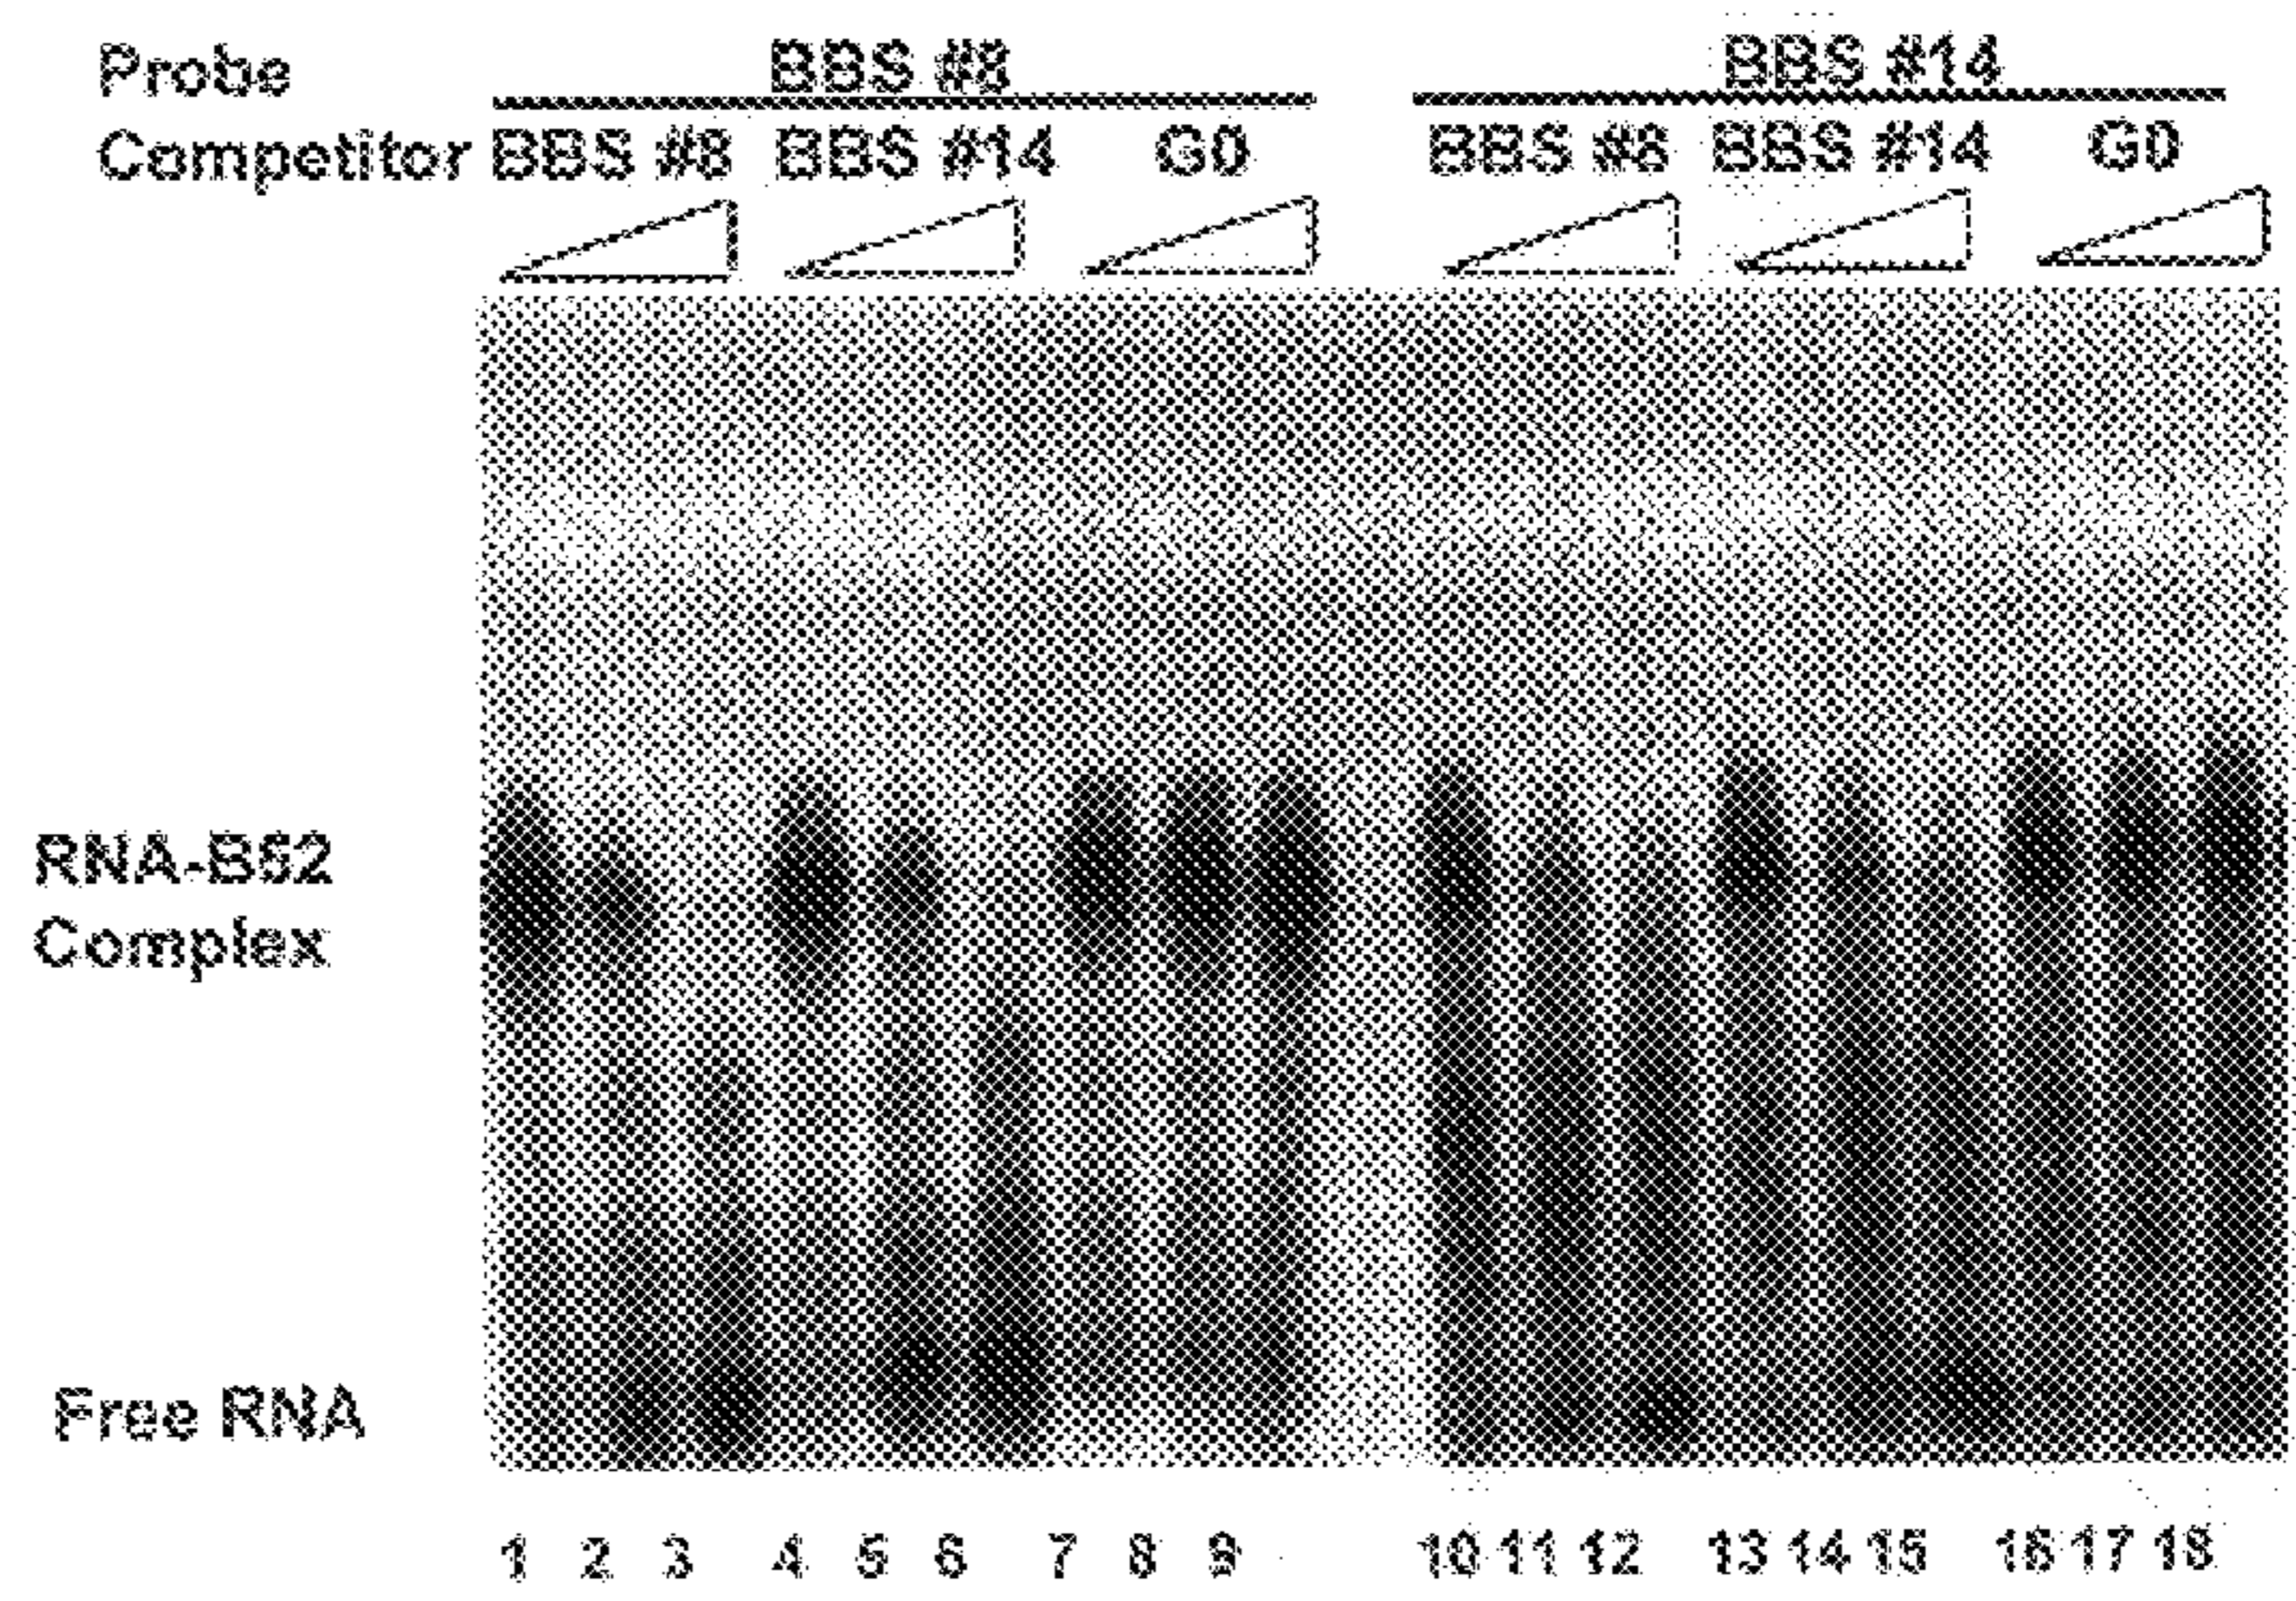 Probe BBS #8 BBS #14
Competitor BBS #8 BBS #14 G0 BBS #8 BBS #14 G0
RNA-B52
Complex
Free RNA
1 2 3 4 5 6 7 8 9 10 11 12 13 14 15 16 17 18